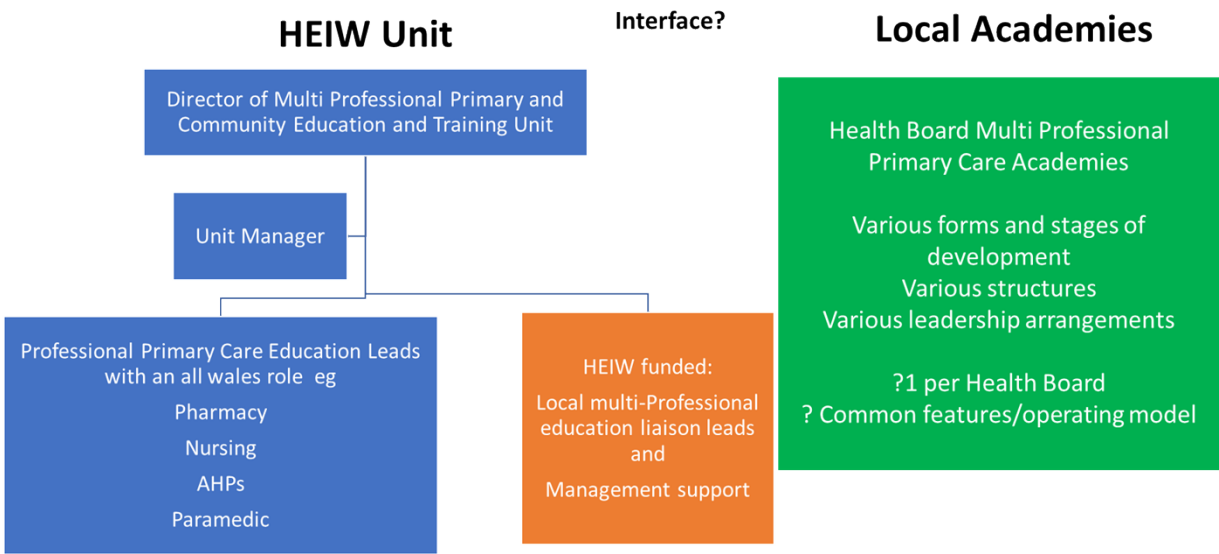 HEIW Unit
Interface?
Local Academies
Director of Multi Professional Primary and
Community Education and Training Unit
Unit Manager
Professional Primary Care Education Leads
with an all wales role eg
Pharmacy
Nursing
AHPs
Paramedic
HEIW funded:
Local multi-Professional
education liaison leads
and
Management support
Health Board Multi Professional
Primary Care Academies
Various forms and stages of
development
Various structures
Various leadership arrangements
?1 per Health Board
? Common features/operating model